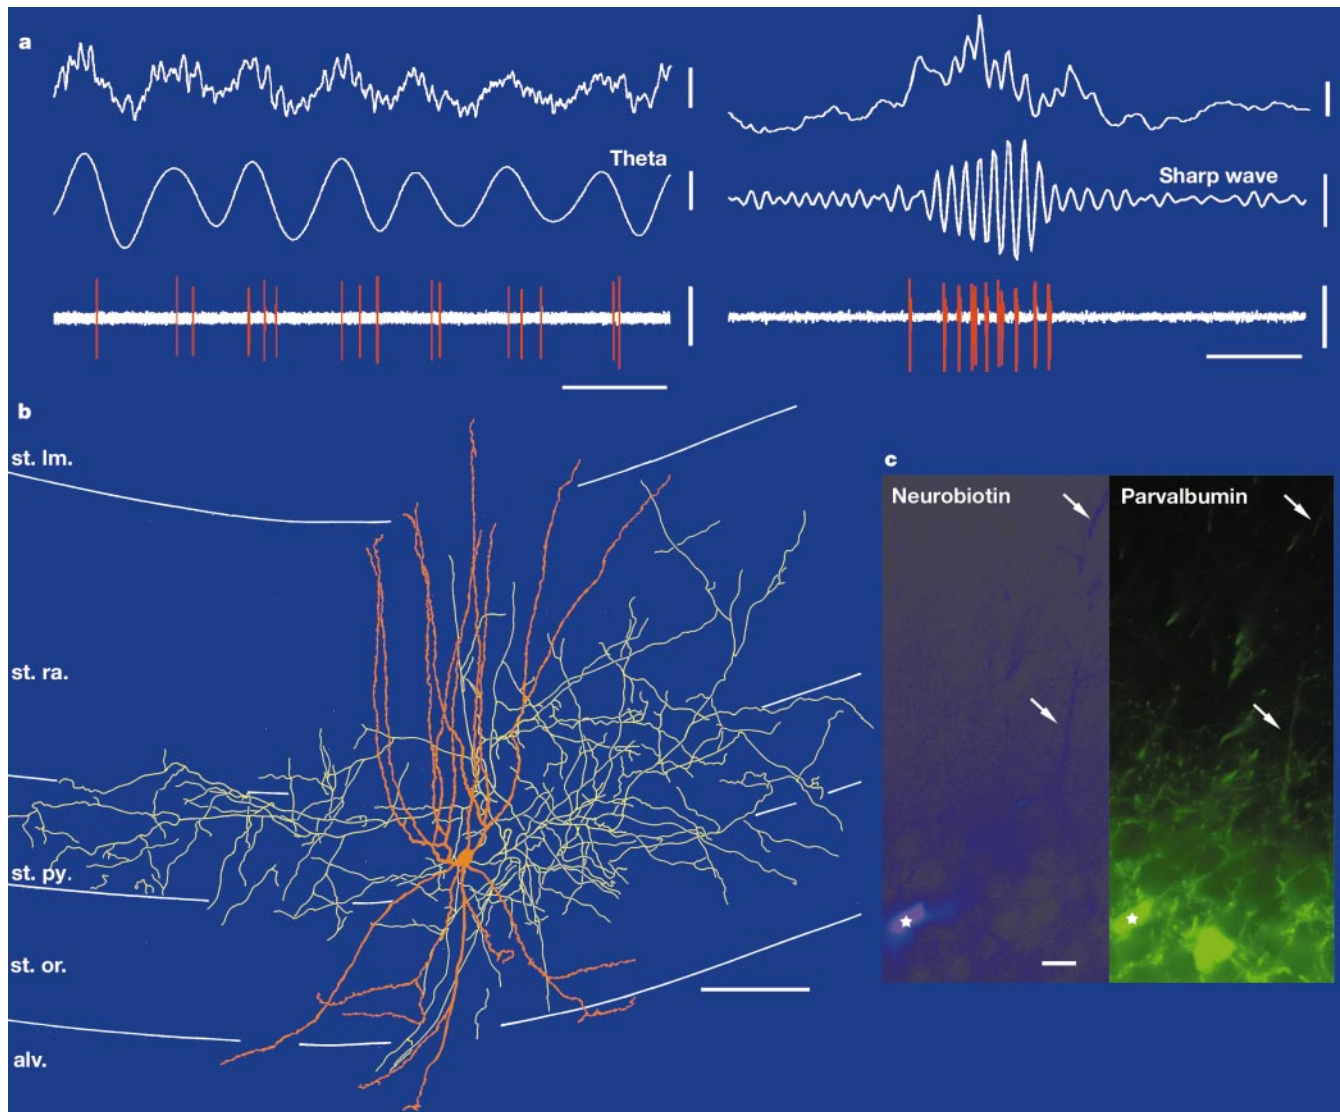 a
Theta
Sharp wave
b
st. lm.
st. ra.
st. py.
st. or.
alv.
c
Neurobiotin
Parvalbumin